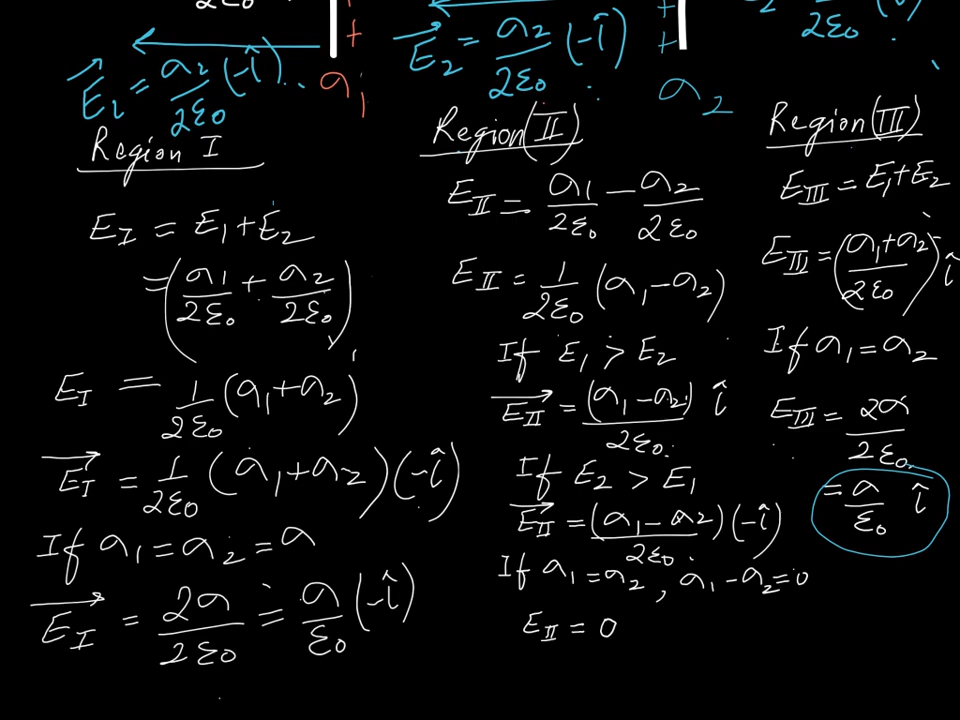 2ε₀
+
+
2ε₀
E₂ = σ₂/2ε₀ (-î)
σ₁
E₂ = σ₂/2ε₀ (-î)
σ₂
Region I
E_I = E₁ + E₂
= (σ₁/2ε₀ + σ₂/2ε₀)
E_I = 1/2ε₀ (σ₁+σ₂)
E_I = 1/2ε₀ (σ₁+σ₂)(-î)
If σ₁ = σ₂ = σ
E_I = 2σ/2ε₀ = σ/ε₀ (-î)
Region (II)
E_II = σ₁/2ε₀ - σ₂/2ε₀
E_II = 1/2ε₀ (σ₁-σ₂)
If E₁ > E₂
E_II = (σ₁-σ₂)/2ε₀ î
If E₂ > E₁
E_II = (σ₁-σ₂)/2ε₀ (-î)
If σ₁ = σ₂, σ₁-σ₂ = 0
E_II = 0
Region (III)
E_III = E₁+E₂
E_III = (σ₁+σ₂/2ε₀) î
If σ₁ = σ₂
E_III = 2σ/2ε₀
= σ/ε₀ î